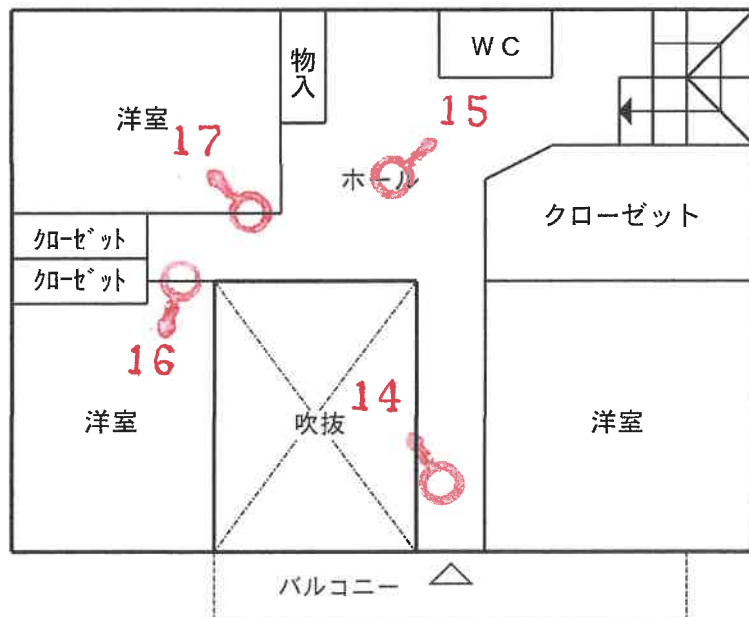 物入
WC
洋室
17
15
ホール
クローゼット
クローゼット
クローゼット
16
14
洋室
吹抜
洋室
バルコニー